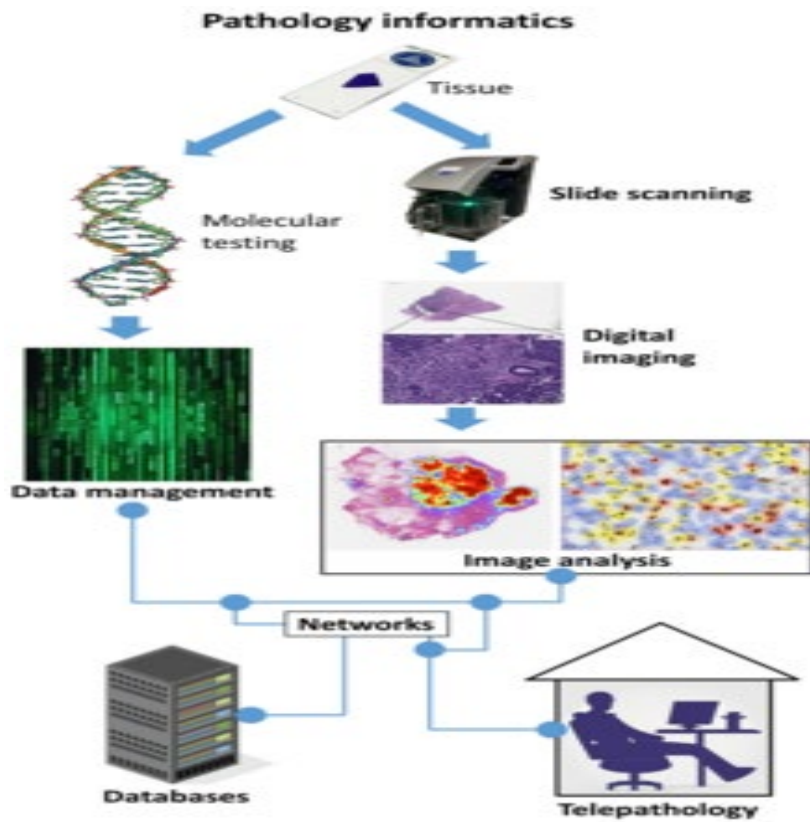 Pathology informatics
Tissue
Slide scanning
Molecular
testing
Digital
imaging
Data management
Image analysis
Networks
Databases
Telepathology